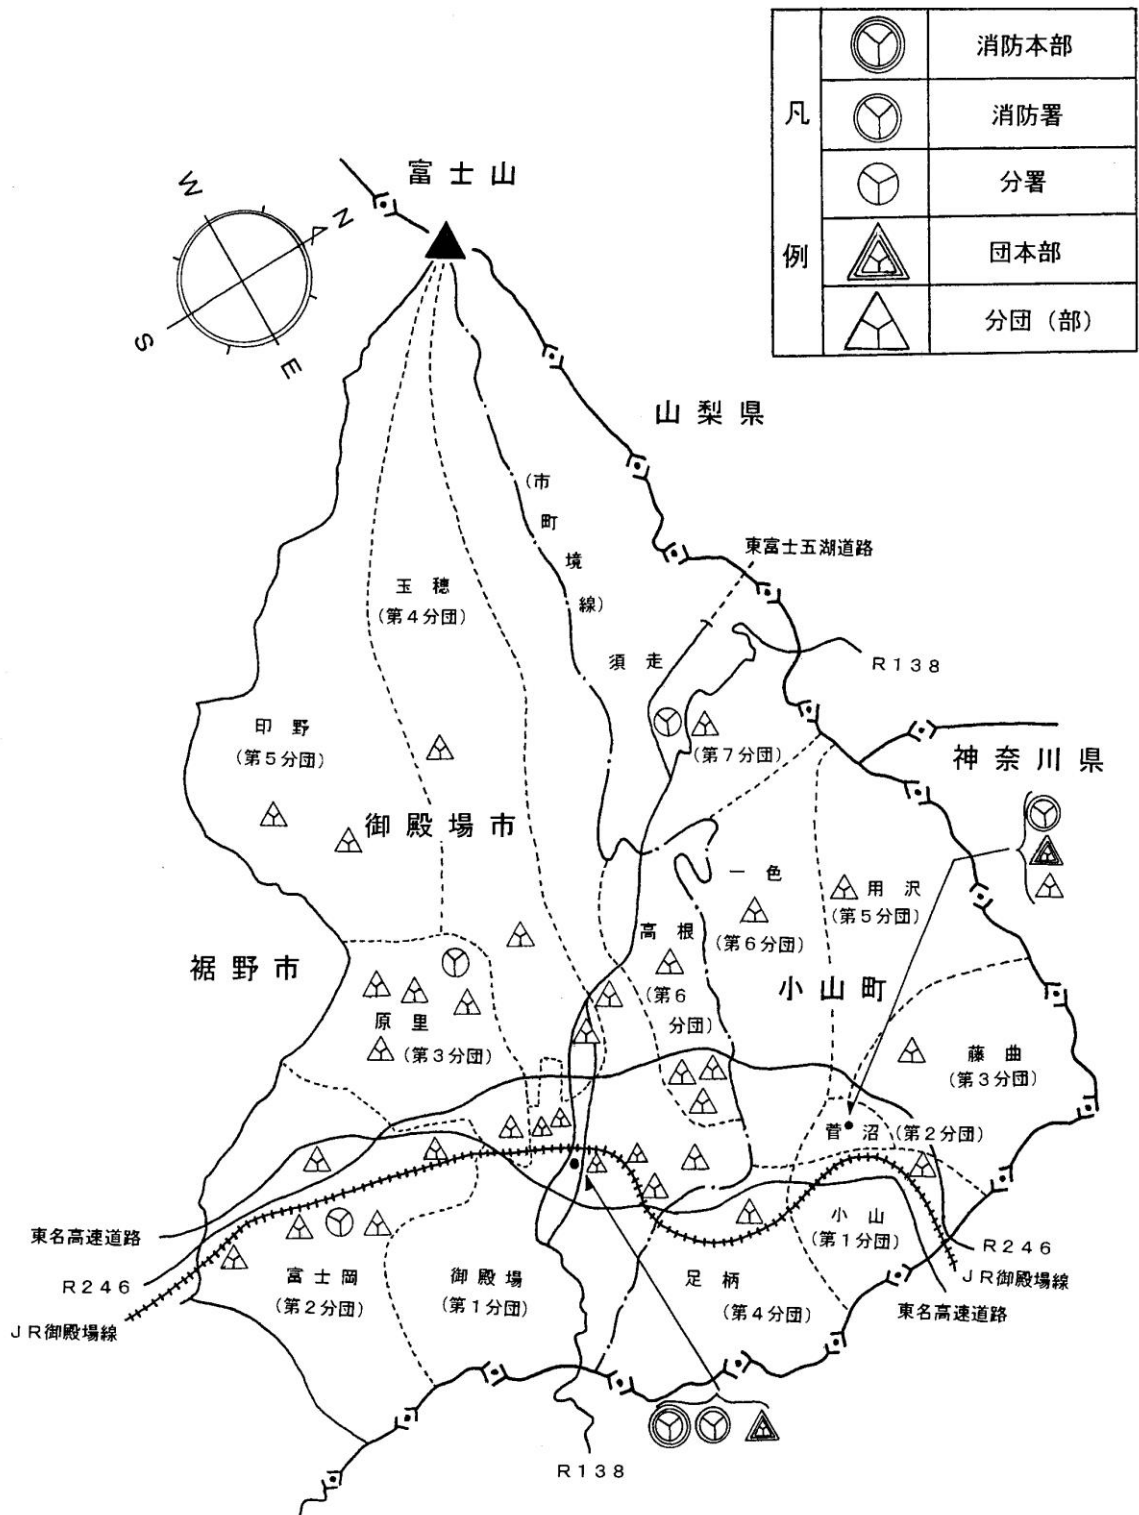 凡例
消防本部
消防署
分署
団本部
分団（部）
富士山
W
N
S
E
山梨県
（市町境線）
東富士五湖道路
玉穂
（第４分団）
須走
Ｒ１３８
印野
（第５分団）
（第７分団）
神奈川県
御殿場市
一色
用沢
（第５分団）
高根
（第６分団）
裾野市
（第６
分団）
小山町
原里
（第３分団）
藤曲
（第３分団）
菅沼（第２分団）
東名高速道路
小山
（第１分団）
Ｒ２４６
Ｒ２４６
富士岡
（第２分団）
御殿場
（第１分団）
足柄
（第４分団）
ＪＲ御殿場線
東名高速道路
ＪＲ御殿場線
Ｒ１３８